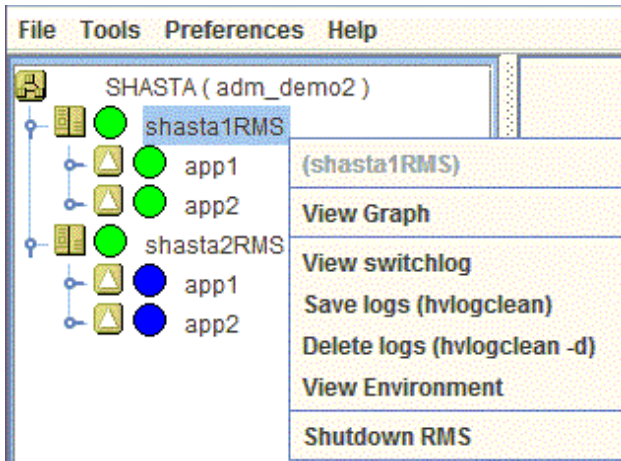 File Tools Preferences Help
SHASTA ( adm_demo2 )
shasta1RMS
app1
app2
shasta2RMS
app1
app2
(shasta1RMS)
View Graph
View switchlog
Save logs (hvlogclean)
Delete logs (hvlogclean -d)
View Environment
Shutdown RMS